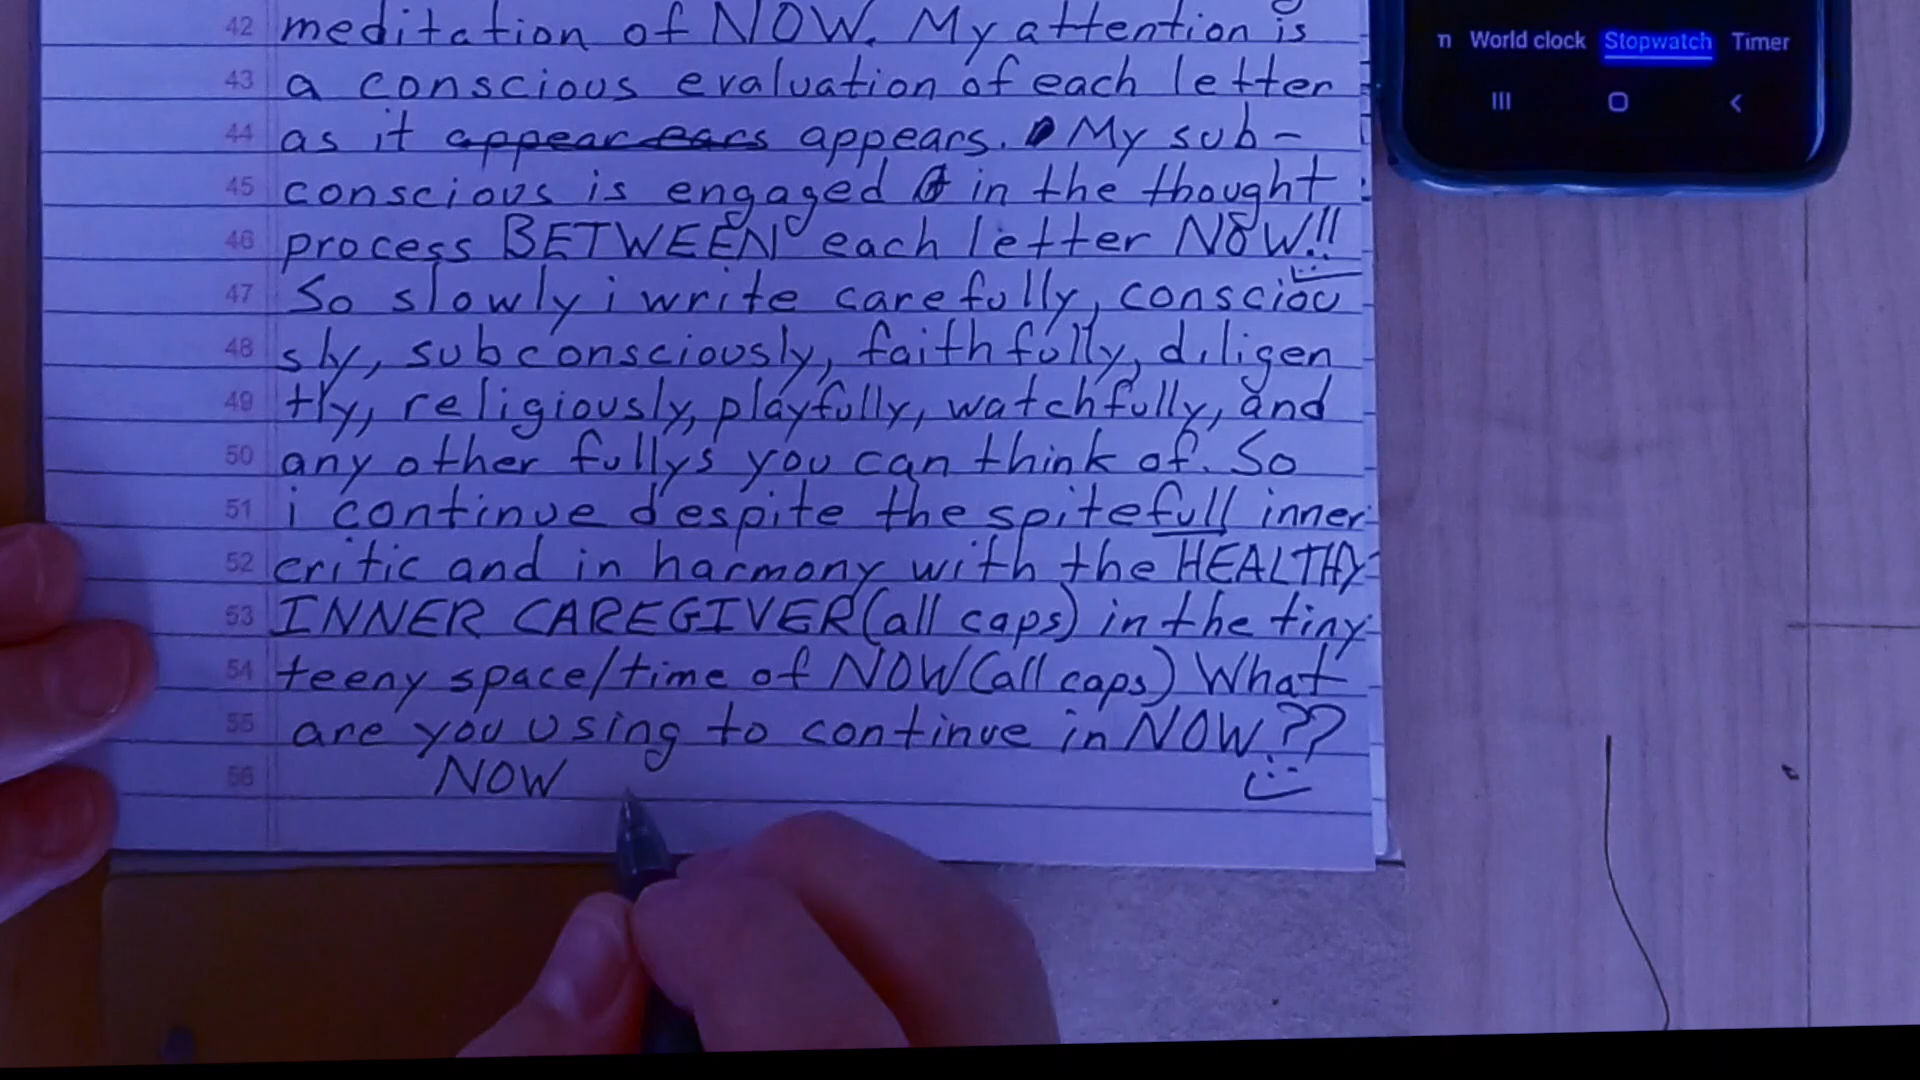 42 meditation of NOW. My attention is
43 a conscious evaluation of each letter
44 as it appear ears appears. My sub-
45 conscious is engaged in the thought
46 process BETWEEN each letter NOW!!
47 So slowly i write carefully, consciou
48 sly, subconsciously, faithfully, diligen
49 tly, religiously, playfully, watchfully, and
50 any other fullys you can think of. So
51 i continue despite the spitefull inner
52 critic and in harmony with the HEALTHY
53 INNER CAREGIVER (all caps) in the tiny
54 teeny space/time of NOW (all caps) What
55 are you using to continue in NOW??
56 NOW
n World clock Stopwatch Timer